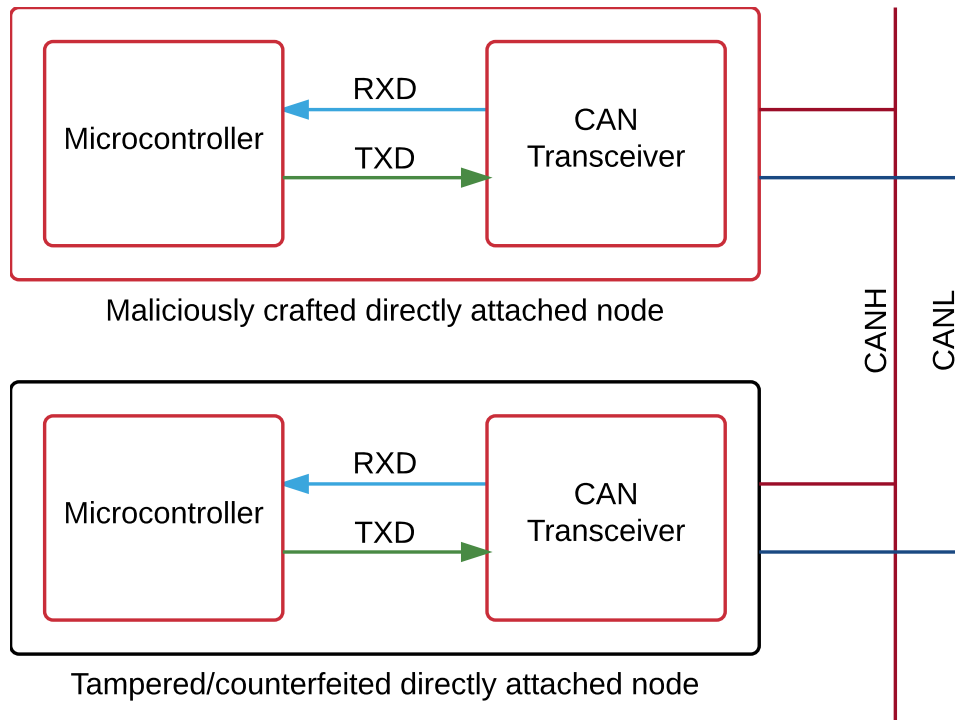 RXD
Microcontroller
TXD
CAN
Transceiver
Maliciously crafted directly attached node
CANH
CANL
RXD
Microcontroller
TXD
CAN
Transceiver
Tampered/counterfeited directly attached node